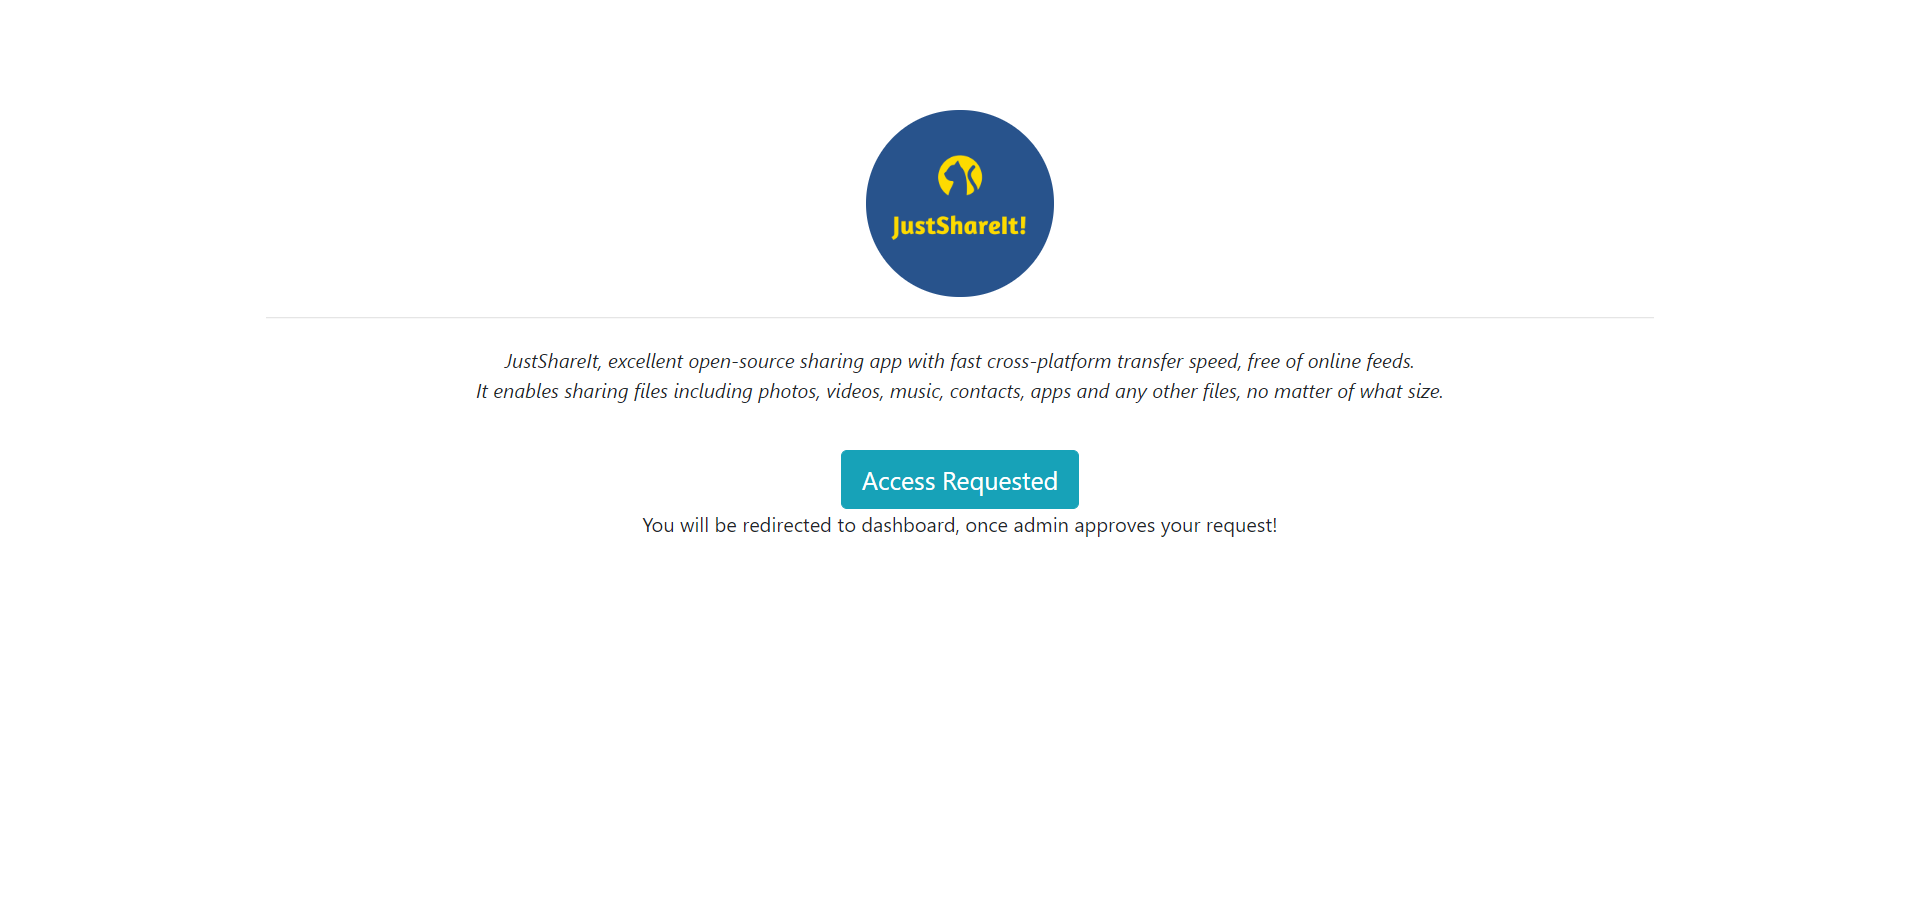 JustShareIt!
JustShareIt, excellent open-source sharing app with fast cross-platform transfer speed, free of online feeds.
It enables sharing files including photos, videos, music, contacts, apps and any other files, no matter of what size.
Access Requested
You will be redirected to dashboard, once admin approves your request!